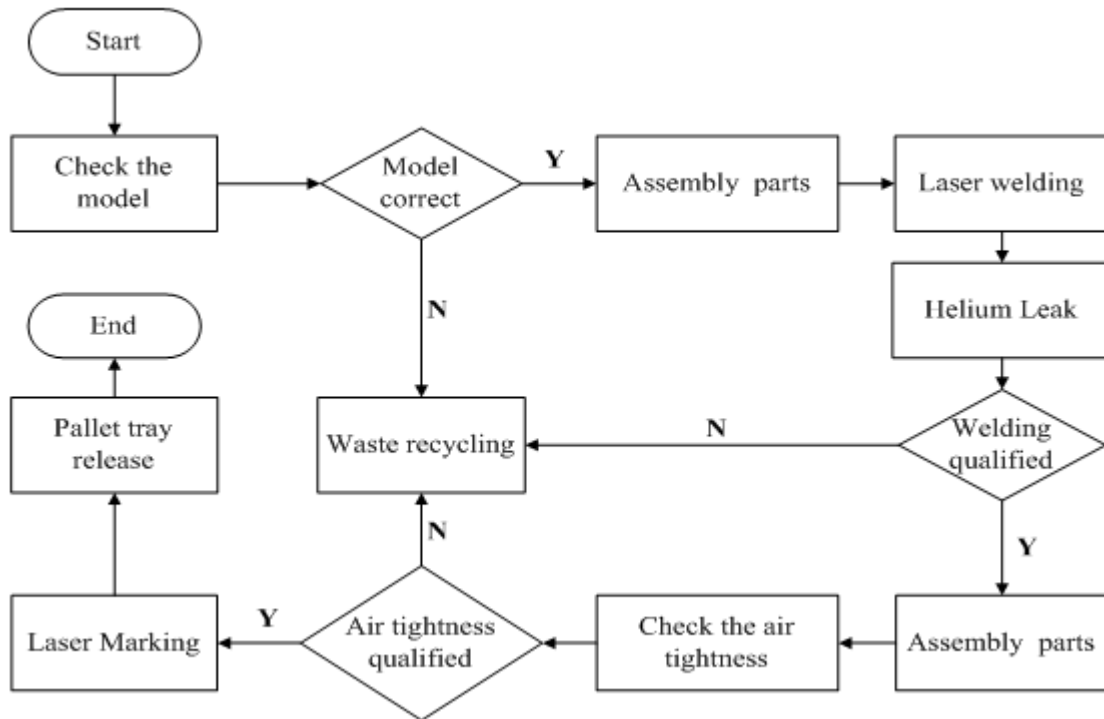 Start
Check the
model
Model
correct
Y
Assembly parts
Laser welding
N
Helium Leak
End
Pallet tray
release
Waste recycling
N
Welding
qualified
N
Y
Laser Marking
Y
Air tightness
qualified
Check the air
tightness
Assembly parts